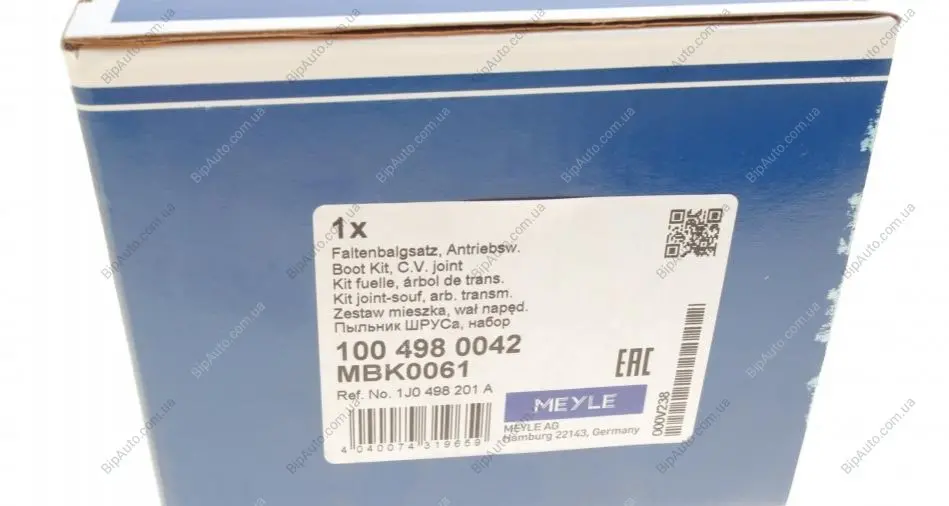 1x
Faltenbalgsatz, Antriebsw.
Boot Kit, C.V. joint
Kit fuelle, árbol de trans.
Kit joint-souf, arb. transm.
Zestaw mieszka, wał napęd.
Пыльник ШРУСа, набор
100 498 0042
MBK0061
Ref. No. 1J0 498 201 A
4 040074 319659
EAC
MEYLE
MEYLE AG
Hamburg 22143, Germany
000V238
BipAuto.com.ua